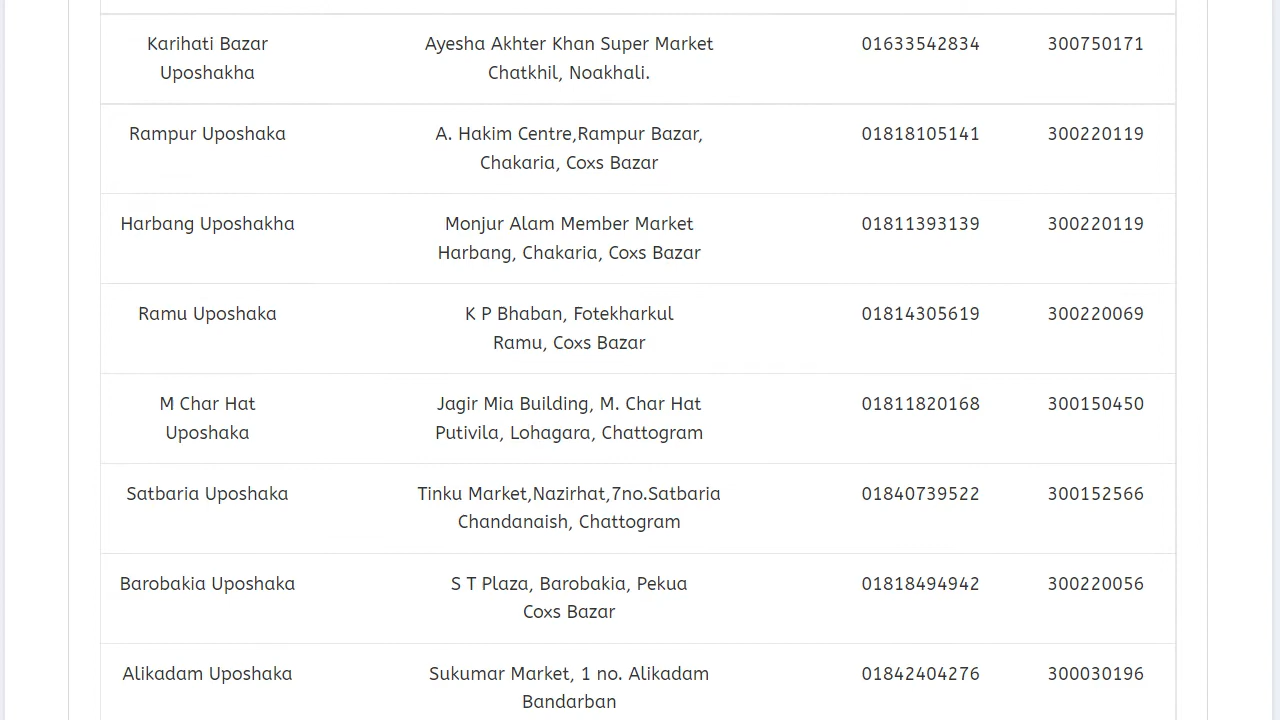 Karihati Bazar Uposhakha
Ayesha Akhter Khan Super Market
Chatkhil, Noakhali.
01633542834
300750171
Rampur Uposhaka
A. Hakim Centre,Rampur Bazar,
Chakaria, Coxs Bazar
01818105141
300220119
Harbang Uposhakha
Monjur Alam Member Market
Harbang, Chakaria, Coxs Bazar
01811393139
300220119
Ramu Uposhaka
K P Bhaban, Fotekharkul
Ramu, Coxs Bazar
01814305619
300220069
M Char Hat
Uposhaka
Jagir Mia Building, M. Char Hat
Putivila, Lohagara, Chattogram
01811820168
300150450
Satbaria Uposhaka
Tinku Market,Nazirhat,7no.Satbaria
Chandanaish, Chattogram
01840739522
300152566
Barobakia Uposhaka
S T Plaza, Barobakia, Pekua
Coxs Bazar
01818494942
300220056
Alikadam Uposhaka
Sukumar Market, 1 no. Alikadam
Bandarban
01842404276
300030196